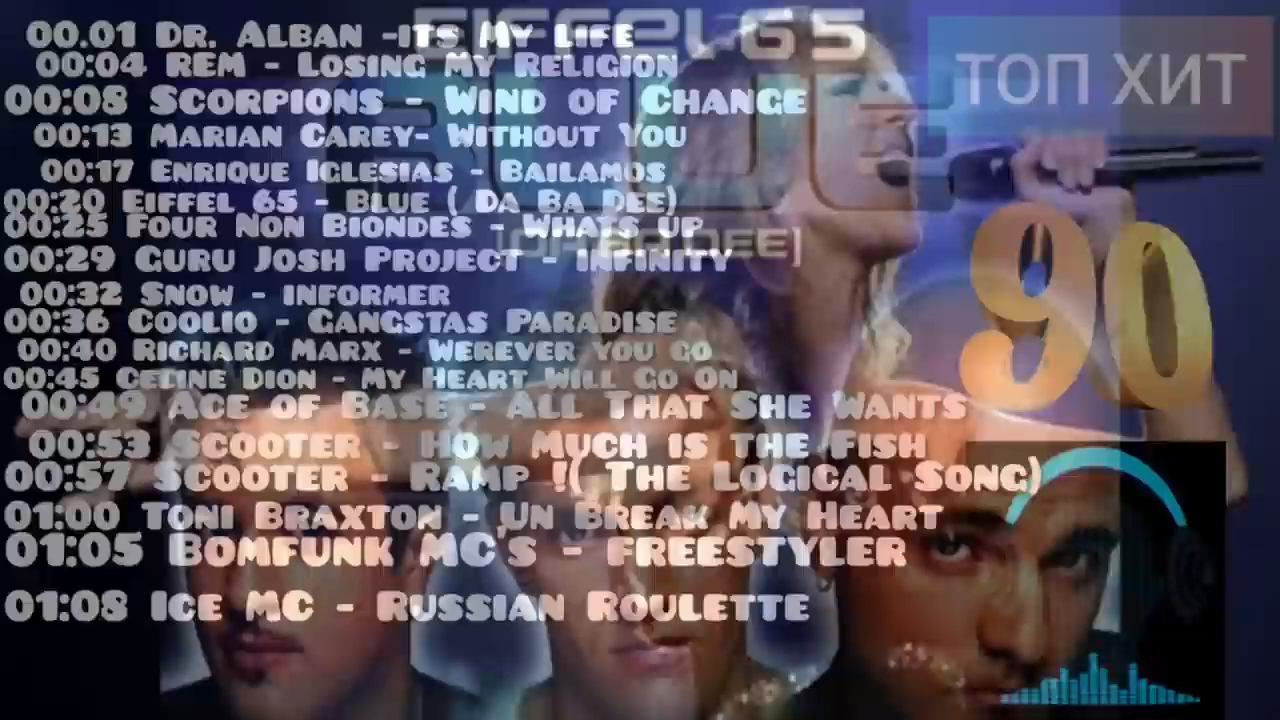 EIFFEL 65
ТОП ХИТ
00.01 DR. ALBAN -ITS MY LIFE
00:04 REM - LOSING MY RELIGION
00:08 SCORPIONS - WIND OF CHANGE
00:13 MARIAN CAREY- WITHOUT YOU
00:17 ENRIQUE IGLESIAS - BAILAMOS
00:20 EIFFEL 65 - BLUE ( DA BA DEE)
00:25 FOUR NON BIONDES - WHATS UP
[DA BA DEE]
00:29 GURU JOSH PROJECT - INFINITY
90
00:32 SNOW - INFORMER
00:36 COOLIO - GANGSTAS PARADISE
00:40 RICHARD MARX - WEREVER YOU GO
00:45 CELINE DION - MY HEART WILL GO ON
00:49 ACE OF BASE - ALL THAT SHE WANTS
00:53 SCOOTER - HOW MUCH IS THE FISH
00:57 SCOOTER - RAMP !( THE LOGICAL SONG)
01:00 TONI BRAXTON - UN BREAK MY HEART
01:05 BOMFUNK MC'S - FREESTYLER
01:08 ICE MC - RUSSIAN ROULETTE